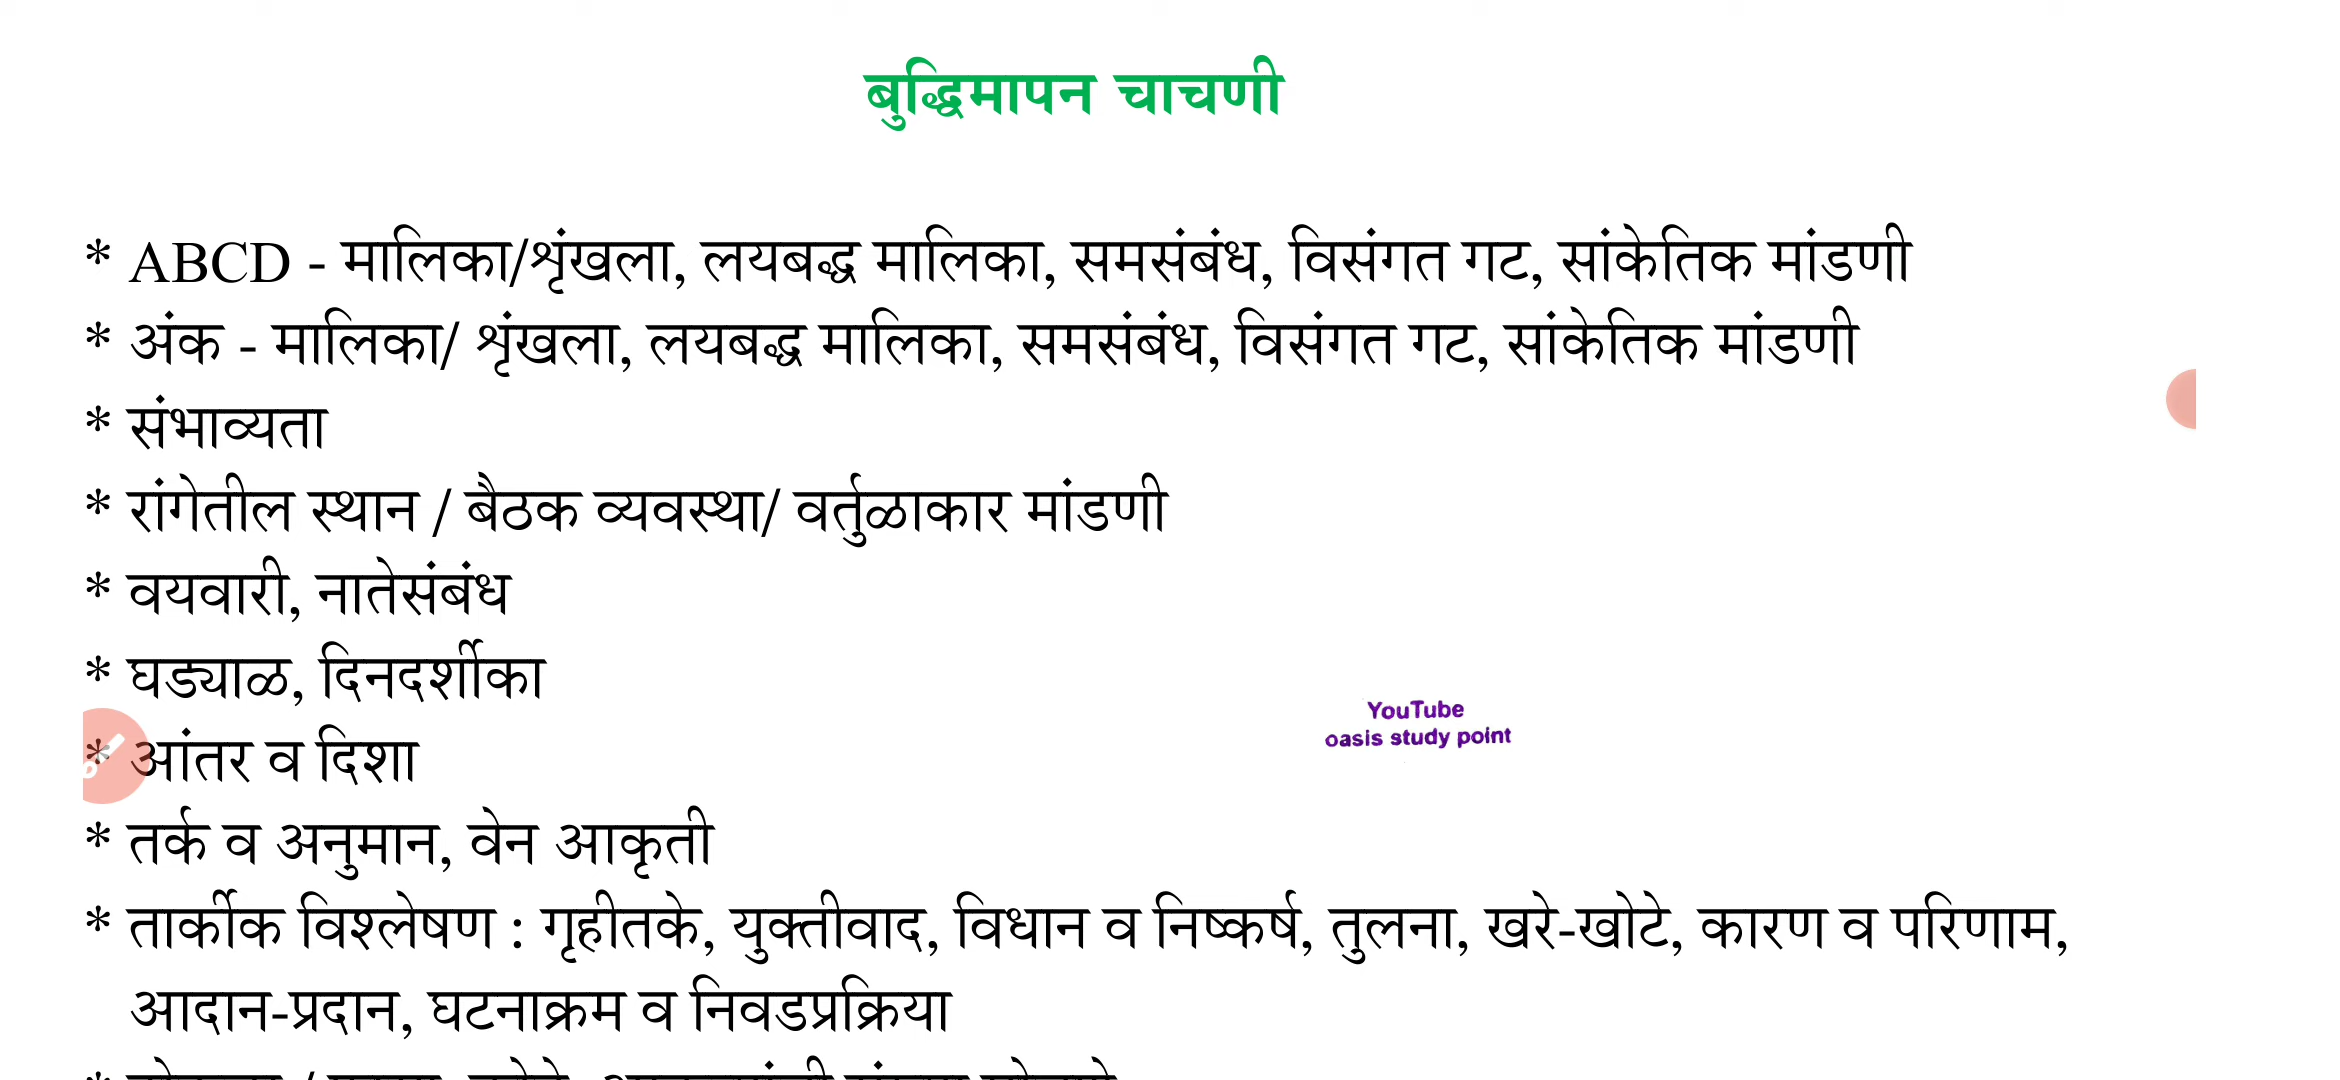 बुद्धिमापन चाचणी
* ABCD - मालिका/शृंखला, लयबद्ध मालिका, समसंबंध, विसंगत गट, सांकेतिक मांडणी
* अंक - मालिका/ शृंखला, लयबद्ध मालिका, समसंबंध, विसंगत गट, सांकेतिक मांडणी
* संभाव्यता
* रांगेतील स्थान / बैठक व्यवस्था/ वर्तुळाकार मांडणी
* वयवारी, नातेसंबंध
* घड्याळ, दिनदर्शीका
YouTube
oasis study point
* आंतर व दिशा
* तर्क व अनुमान, वेन आकृती
* तार्कीक विश्लेषण : गृहीतके, युक्तीवाद, विधान व निष्कर्ष, तुलना, खरे-खोटे, कारण व परिणाम,
आदान-प्रदान, घटनाक्रम व निवडप्रक्रिया